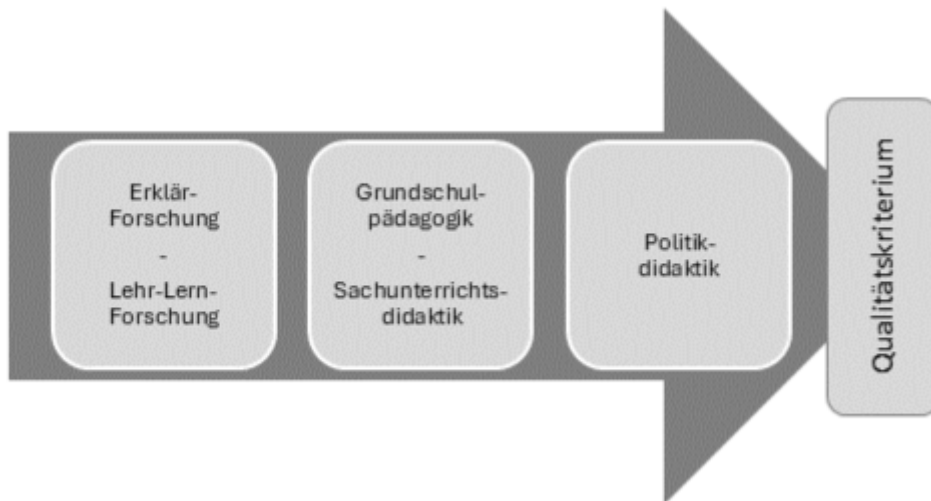 Erklär-
Forschung
-
Lehr-Lern-
Forschung
Grundschul-
pädagogik
-
Sachunterrichts-
didaktik
Politik-
didaktik
Qualitätskriterium